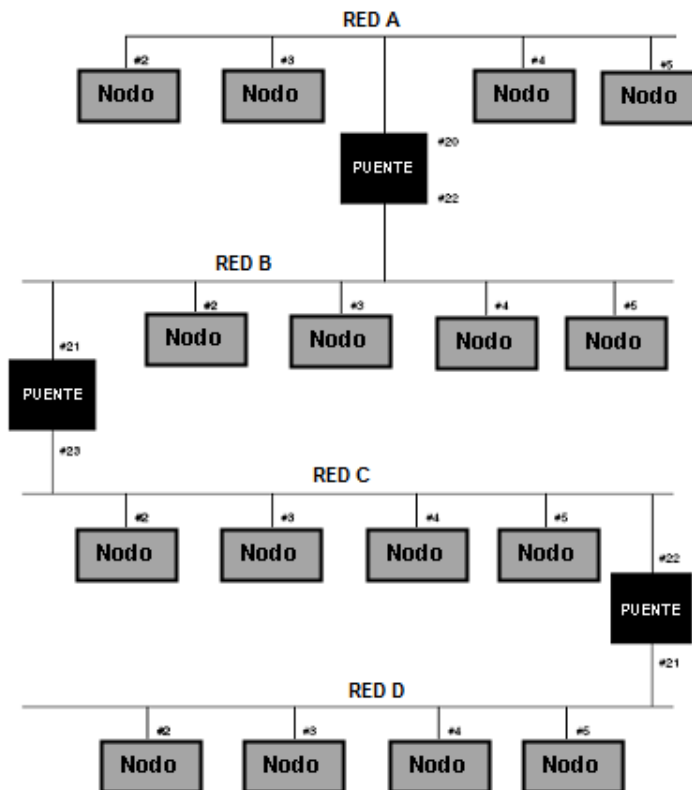 RED A
#2 #3 #4 #5
Nodo Nodo Nodo Nodo
#20
PUENTE
#22
RED B
#2 #3 #4 #5
Nodo Nodo Nodo Nodo
#21
PUENTE
#23
RED C
#2 #3 #4 #5
Nodo Nodo Nodo Nodo
#22
PUENTE
#21
RED D
#2 #3 #4 #5
Nodo Nodo Nodo Nodo